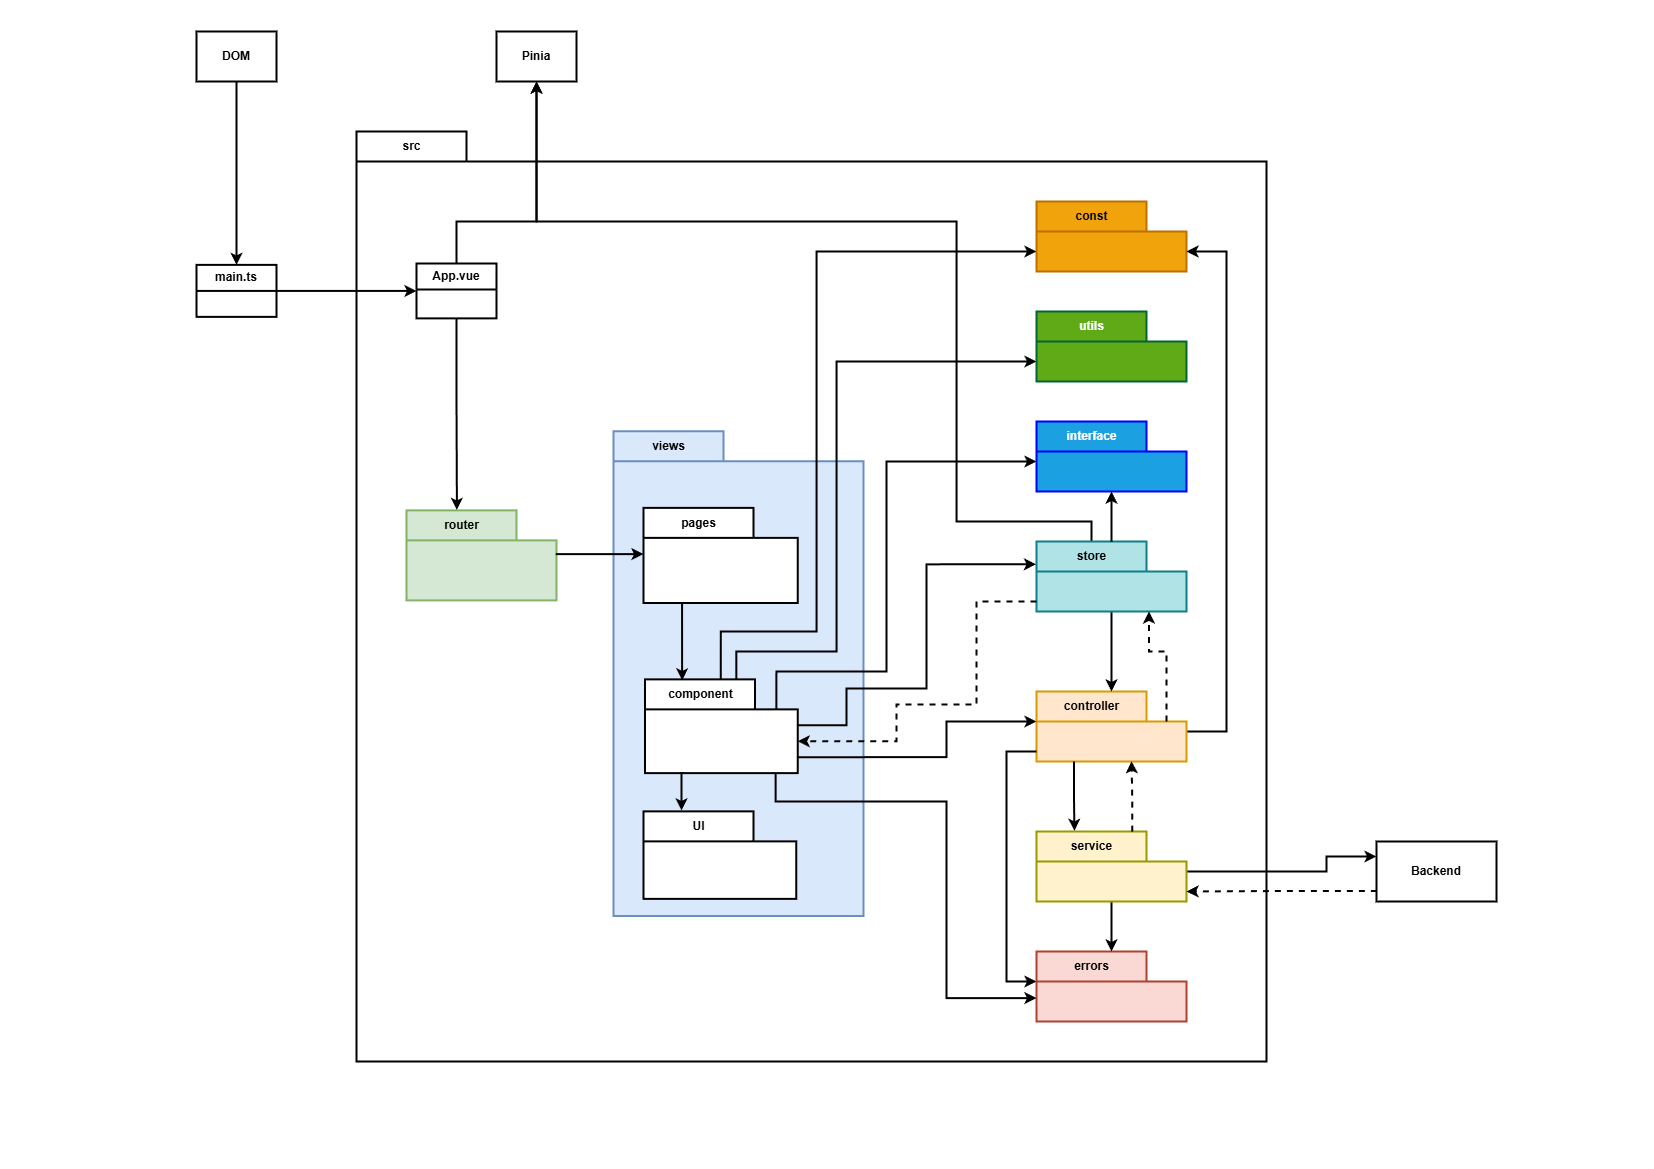 DOM
Pinia
src
const
main.ts
App.vue
utils
interface
views
router
pages
store
component
controller
UI
service
Backend
errors